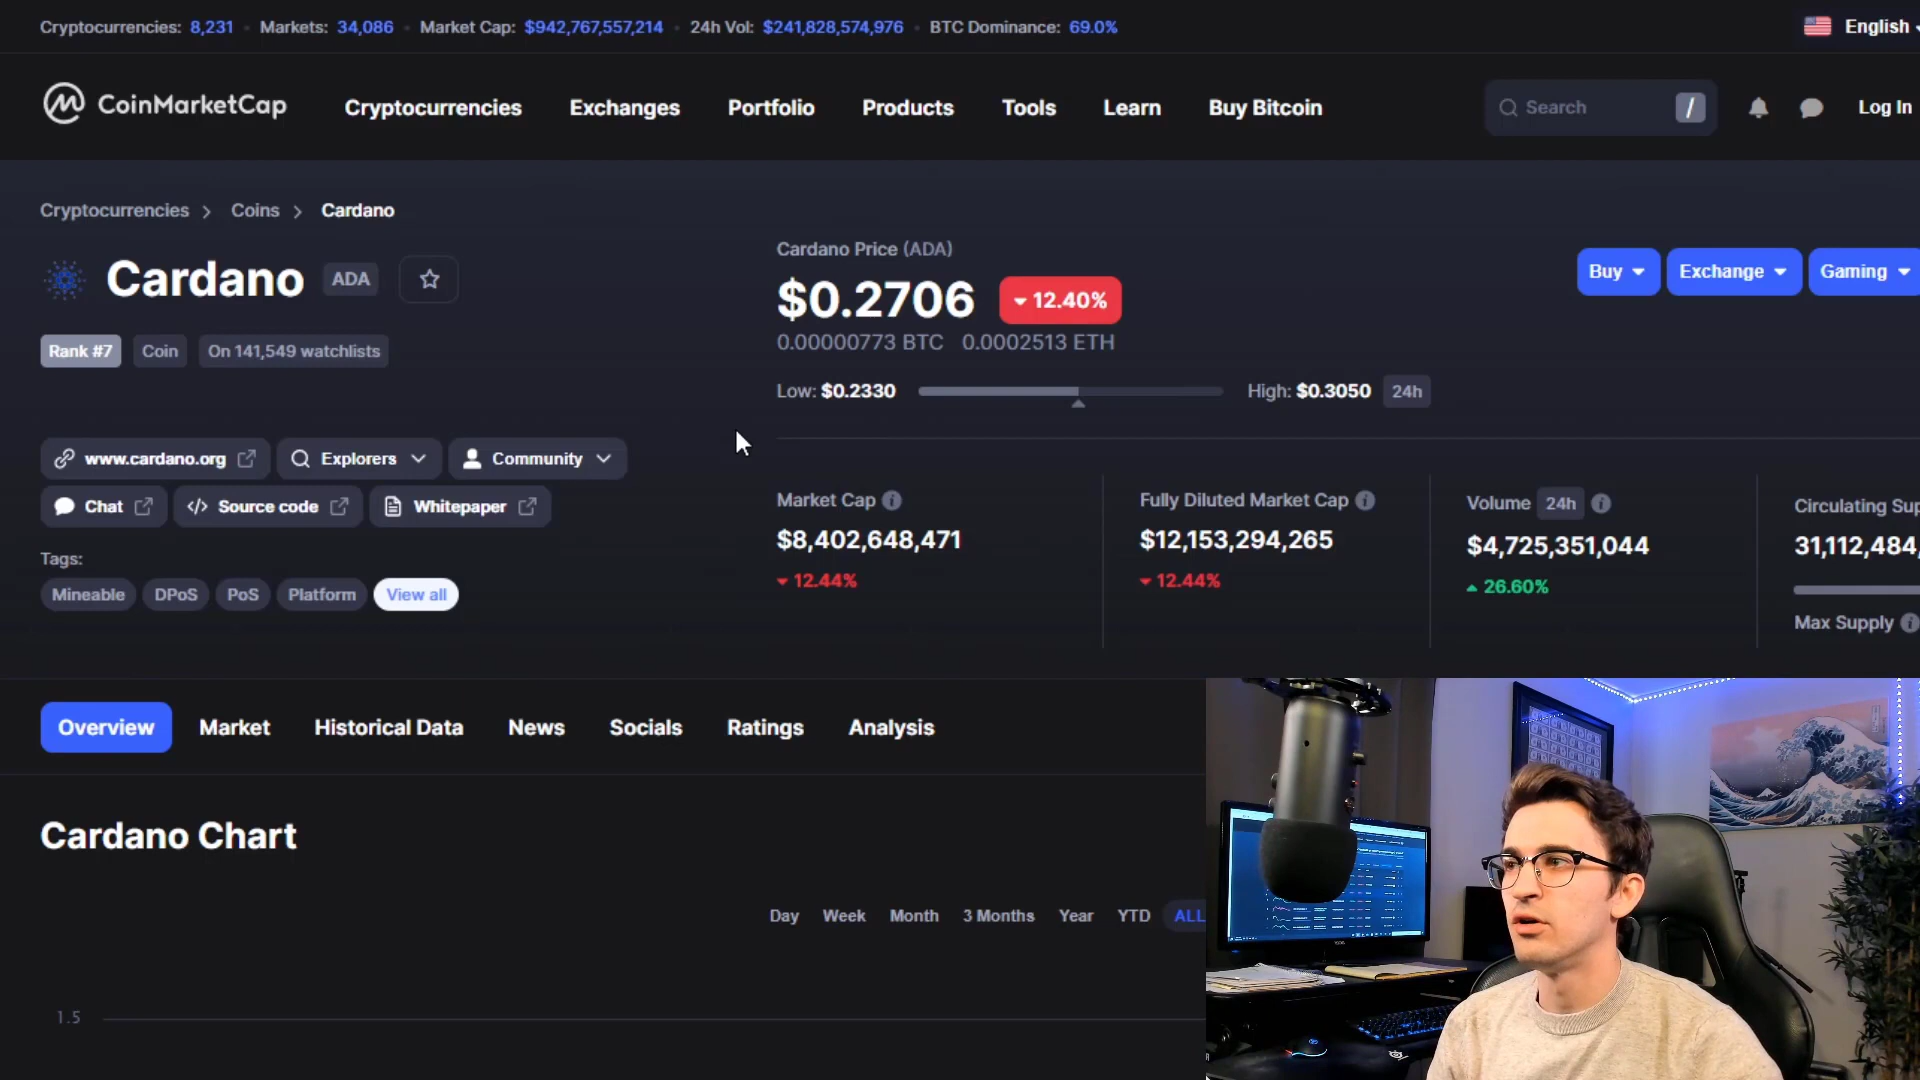 Cryptocurrencies: 8,231 • Markets: 34,086 • Market Cap: $942,767,557,214 • 24h Vol: $241,828,574,976 • BTC Dominance: 69.0% English
CoinMarketCap Cryptocurrencies Exchanges Portfolio Products Tools Learn Buy Bitcoin Search / Log In
Cryptocurrencies > Coins > Cardano
Cardano Price (ADA)
Cardano ADA
$0.2706 12.40%
Buy Exchange Gaming
0.00000773 BTC 0.0002513 ETH
Rank #7 Coin On 141,549 watchlists
Low: $0.2330 High: $0.3050 24h
www.cardano.org Explorers Community
Chat Source code Whitepaper
Tags:
Mineable DPoS PoS Platform View all
Market Cap
$8,402,648,471
12.44%
Fully Diluted Market Cap
$12,153,294,265
12.44%
Volume 24h
$4,725,351,044
26.60%
Circulating Sup
31,112,484,
Max Supply
Overview Market Historical Data News Socials Ratings Analysis
Cardano Chart
Day Week Month 3 Months Year YTD ALL
1.5